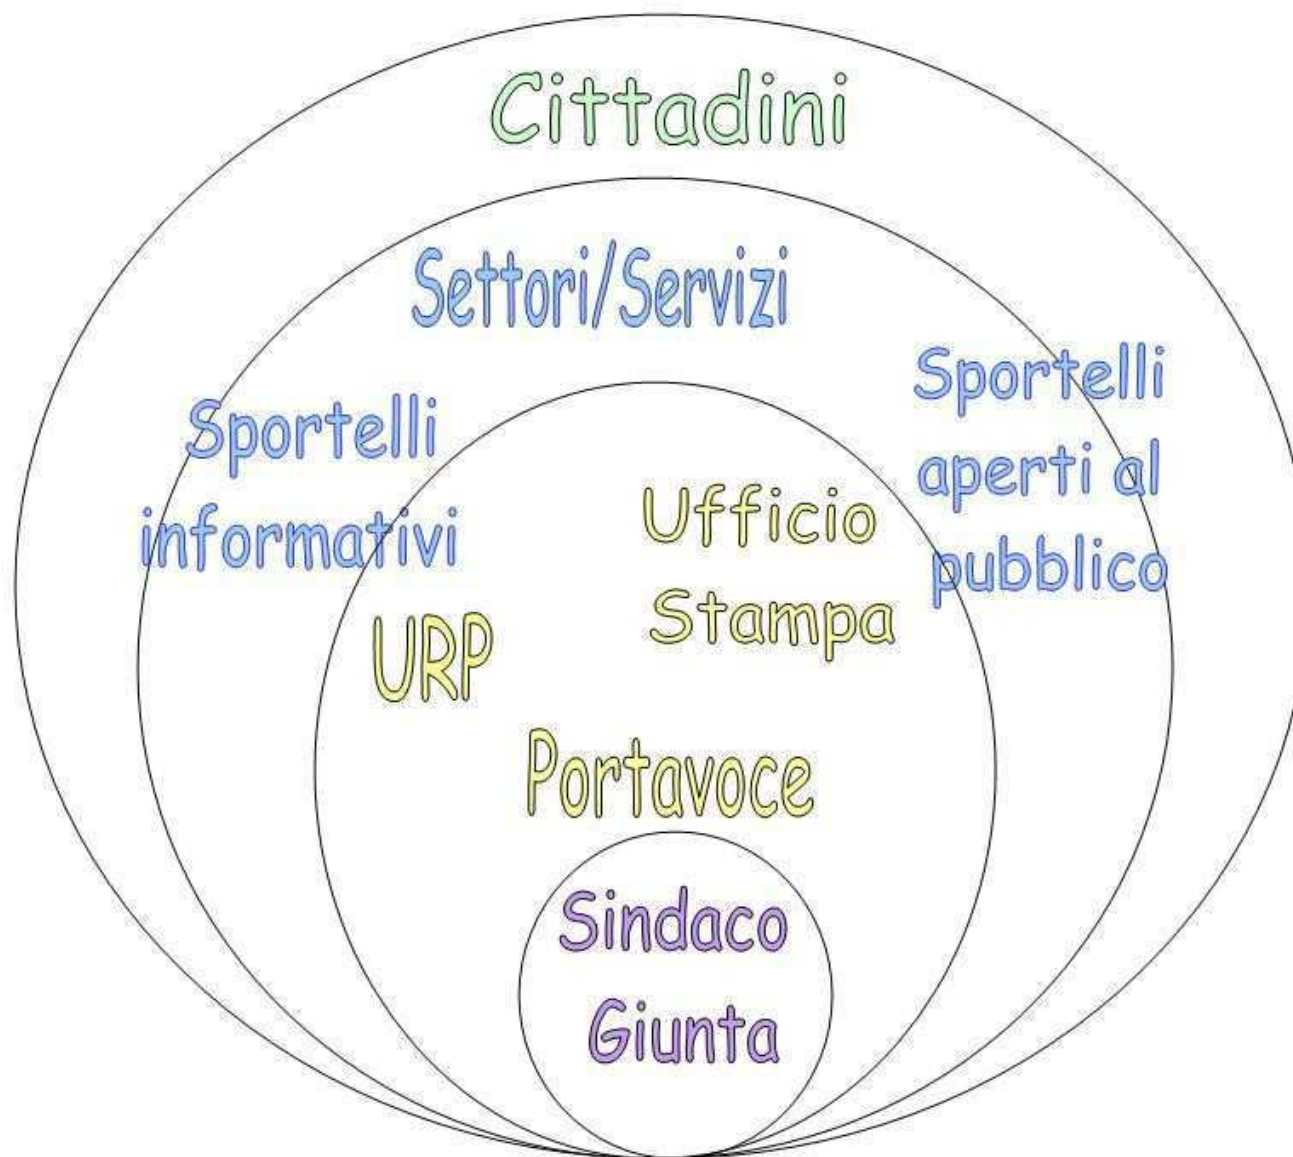 Cittadini
Settori/Servizi
Sportelli
informativi
Sportelli
aperti al
pubblico
Ufficio
Stampa
URP
Portavoce
Sindaco
Giunta